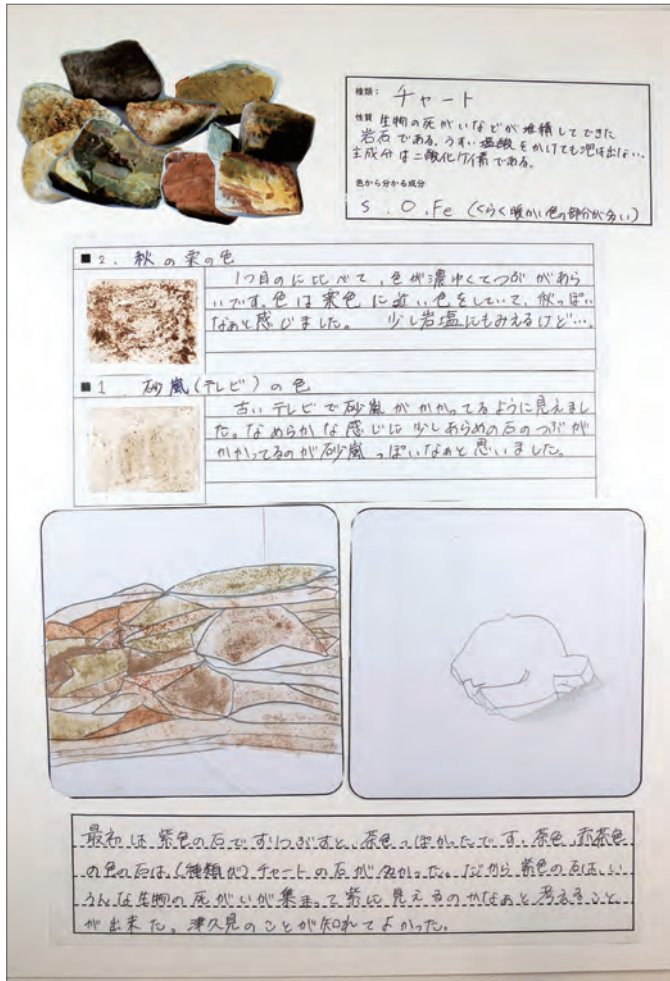 種類： チャート
性質 生物の死がいなどが堆積してできた
岩石である。うすい塩酸をかけても泡は出ない。
主成分は二酸化ケイ素である。
色から分かる成分
S . O . Fe (くらく暖かい色の部分が多い)
■ 2. 秋の栗の色
1つ目のに比べて、色が濃ゆくてつぶがあら
いです。色は栗色に近い色をしていて、秋っぽい
なぁと感じました。 少し岩塩にもみえるけど…。
■ 1 砂嵐(テレビ)の色
古いテレビで砂嵐がかかってるように見えまし
た。なめらかな感じに少しあらめの石のつぶが
かかってるのが砂嵐っぽいなぁと思いました。
最初は紫色の石ですりつぶすと、茶色っぽかったです。茶色、赤茶色
の色の石は、(種類が)チャートの石が多かった。だから紫色の石は、い
ろんな生物の死がいが集まって紫に見えるのかなぁと考えること
が出来た。津久見のことが知れてよかった。